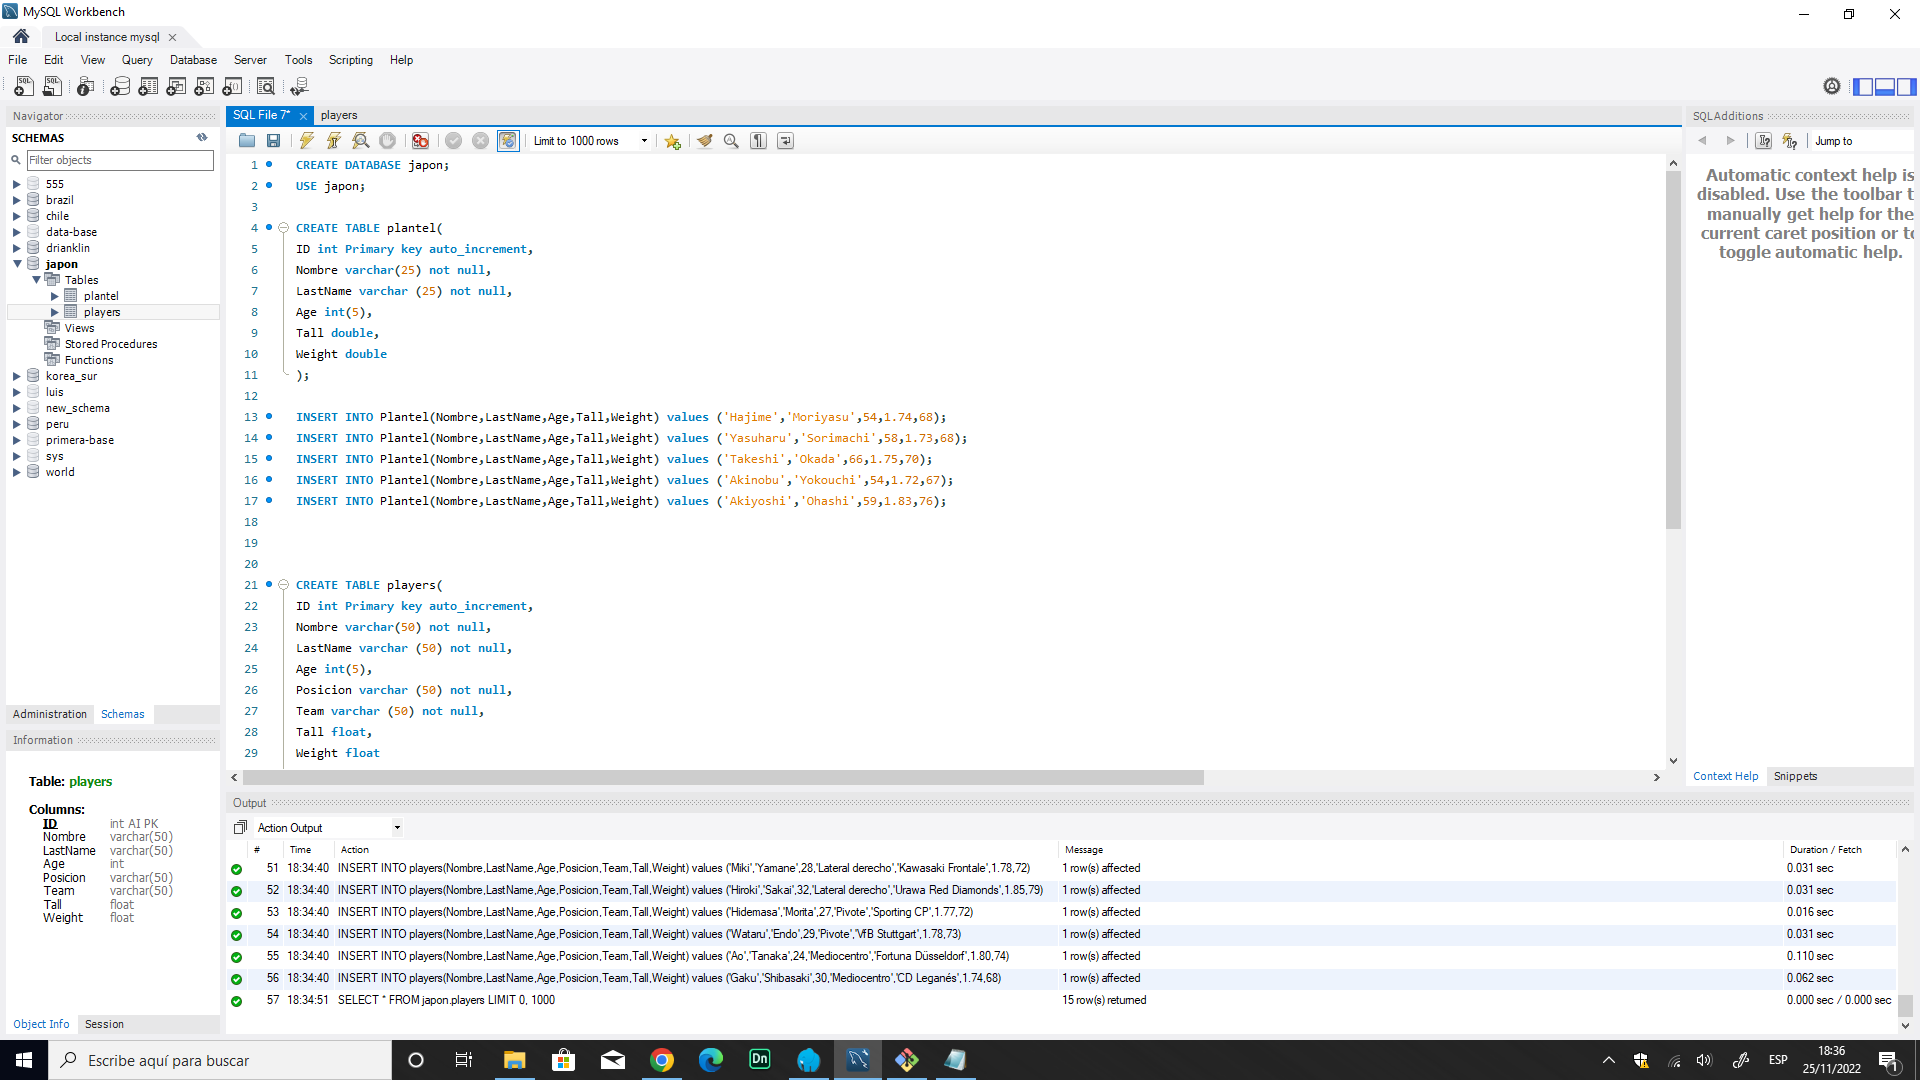 MySQL Workbench
Local instance mysql
File Edit View Query Database Server Tools Scripting Help
Navigator
SCHEMAS
Filter objects
555
brazil
chile
data-base
drianklin
japon
Tables
plantel
players
Views
Stored Procedures
Functions
korea_sur
luis
new_schema
peru
primera-base
sys
world
Administration Schemas
Information
Table: players
Columns:
ID int AI PK
Nombre varchar(50)
LastName varchar(50)
Age int
Posicion varchar(50)
Team varchar(50)
Tall float
Weight float
Object Info Session
SQL File 7* players
Limit to 1000 rows
1 CREATE DATABASE japon;
2 USE japon;
3
4 CREATE TABLE plantel(
5 ID int Primary key auto_increment,
6 Nombre varchar(25) not null,
7 LastName varchar (25) not null,
8 Age int(5),
9 Tall double,
10 Weight double
11 );
12
13 INSERT INTO Plantel(Nombre,LastName,Age,Tall,Weight) values ('Hajime','Moriyasu',54,1.74,68);
14 INSERT INTO Plantel(Nombre,LastName,Age,Tall,Weight) values ('Yasuharu','Sorimachi',58,1.73,68);
15 INSERT INTO Plantel(Nombre,LastName,Age,Tall,Weight) values ('Takeshi','Okada',66,1.75,70);
16 INSERT INTO Plantel(Nombre,LastName,Age,Tall,Weight) values ('Akinobu','Yokouchi',54,1.72,67);
17 INSERT INTO Plantel(Nombre,LastName,Age,Tall,Weight) values ('Akiyoshi','Ohashi',59,1.83,76);
18
19
20
21 CREATE TABLE players(
22 ID int Primary key auto_increment,
23 Nombre varchar(50) not null,
24 LastName varchar (50) not null,
25 Age int(5),
26 Posicion varchar (50) not null,
27 Team varchar (50) not null,
28 Tall float,
29 Weight float
SQLAdditions
Jump to
Automatic context help is
disabled. Use the toolbar t
manually get help for the
current caret position or to
toggle automatic help.
Context Help Snippets
Output
Action Output
# Time Action Message Duration / Fetch
51 18:34:40 INSERT INTO players(Nombre,LastName,Age,Posicion,Team,Tall,Weight) values ('Miki','Yamane',28,'Lateral derecho','Kawasaki Frontale',1.78,72) 1 row(s) affected 0.031 sec
52 18:34:40 INSERT INTO players(Nombre,LastName,Age,Posicion,Team,Tall,Weight) values ('Hiroki','Sakai',32,'Lateral derecho','Urawa Red Diamonds',1.85,79) 1 row(s) affected 0.031 sec
53 18:34:40 INSERT INTO players(Nombre,LastName,Age,Posicion,Team,Tall,Weight) values ('Hidemasa','Morita',27,'Pivote','Sporting CP',1.77,72) 1 row(s) affected 0.016 sec
54 18:34:40 INSERT INTO players(Nombre,LastName,Age,Posicion,Team,Tall,Weight) values ('Wataru','Endo',29,'Pivote','VfB Stuttgart',1.78,73) 1 row(s) affected 0.031 sec
55 18:34:40 INSERT INTO players(Nombre,LastName,Age,Posicion,Team,Tall,Weight) values ('Ao','Tanaka',24,'Mediocentro','Fortuna Düsseldorf',1.80,74) 1 row(s) affected 0.110 sec
56 18:34:40 INSERT INTO players(Nombre,LastName,Age,Posicion,Team,Tall,Weight) values ('Gaku','Shibasaki',30,'Mediocentro','CD Leganés',1.74,68) 1 row(s) affected 0.062 sec
57 18:34:51 SELECT * FROM japon.players LIMIT 0, 1000 15 row(s) returned 0.000 sec / 0.000 sec
Escribe aquí para buscar
Dn
ESP
18:36
25/11/2022
1